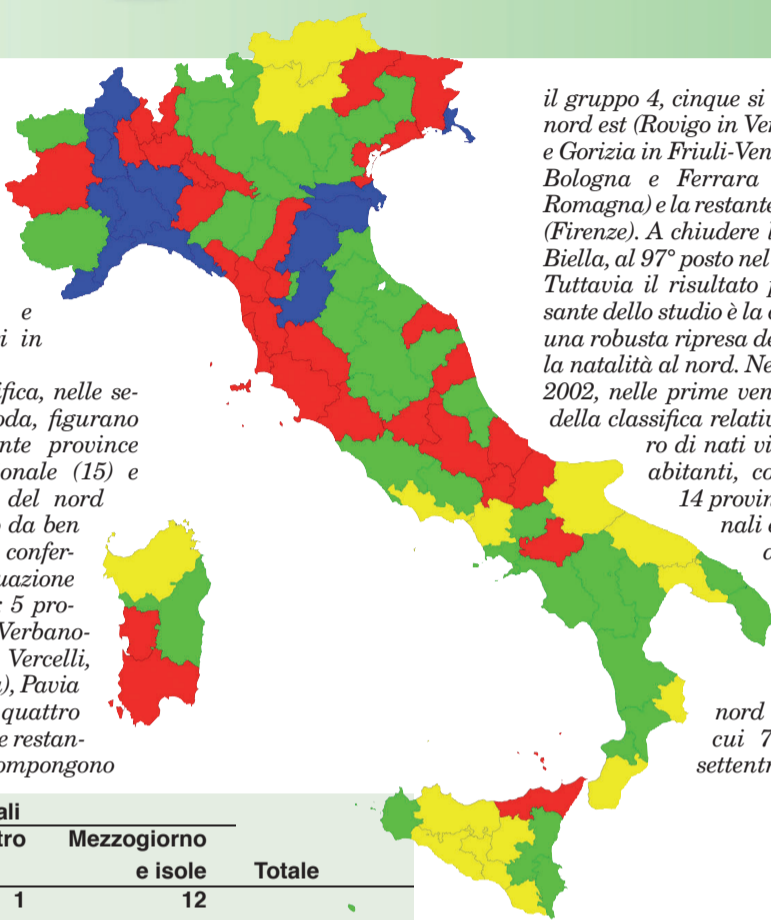 e
i in
ifica, nelle se-
oda, figurano
nte province
onale (15) e
del nord
da ben
confer-
uazione
: 5 pro-
Verbano-
Vercelli,
), Pavia
quattro
e restan-
ompongono
il gruppo 4, cinque si
nord est (Rovigo in Ven
e Gorizia in Friuli-Ven
Bologna e Ferrara
Romagna) e la restante
(Firenze). A chiudere l
Biella, al 97° posto nel
Tuttavia il risultato p
sante dello studio è la c
una robusta ripresa de
la natalità al nord. Ne
2002, nelle prime ven
della classifica relativ
ro di nati vi
abitanti, co
14 provin
nali e
nord
cui 7
settentr
ali
tro Mezzogiorno
e isole Totale
1 12